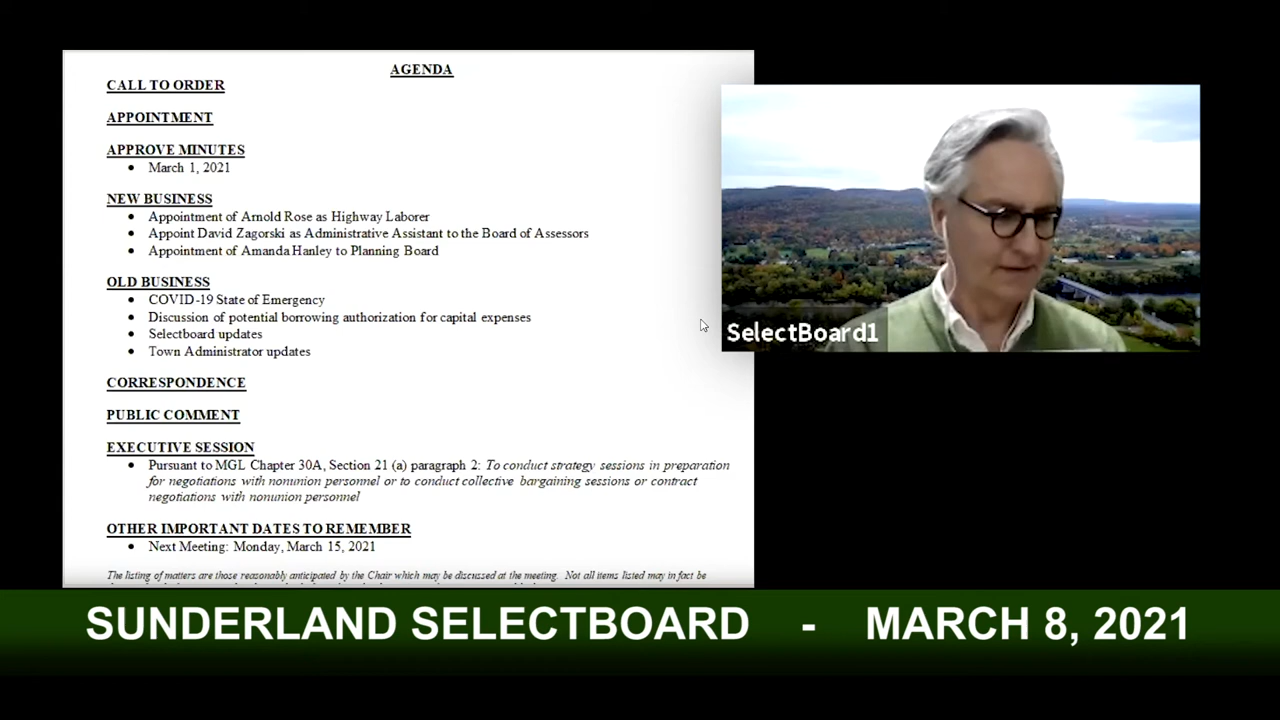 AGENDA
CALL TO ORDER
APPOINTMENT
APPROVE MINUTES
• March 1, 2021
NEW BUSINESS
• Appointment of Arnold Rose as Highway Laborer
• Appoint David Zagorski as Administrative Assistant to the Board of Assessors
• Appointment of Amanda Hanley to Planning Board
OLD BUSINESS
• COVID-19 State of Emergency
• Discussion of potential borrowing authorization for capital expenses
• Selectboard updates
• Town Administrator updates
CORRESPONDENCE
PUBLIC COMMENT
EXECUTIVE SESSION
• Pursuant to MGL Chapter 30A, Section 21 (a) paragraph 2: To conduct strategy sessions in preparation
for negotiations with nonunion personnel or to conduct collective bargaining sessions or contract
negotiations with nonunion personnel
OTHER IMPORTANT DATES TO REMEMBER
• Next Meeting: Monday, March 15, 2021
The listing of matters are those reasonably anticipated by the Chair which may be discussed at the meeting. Not all items listed may in fact be
SelectBoard1
SUNDERLAND SELECTBOARD - MARCH 8, 2021